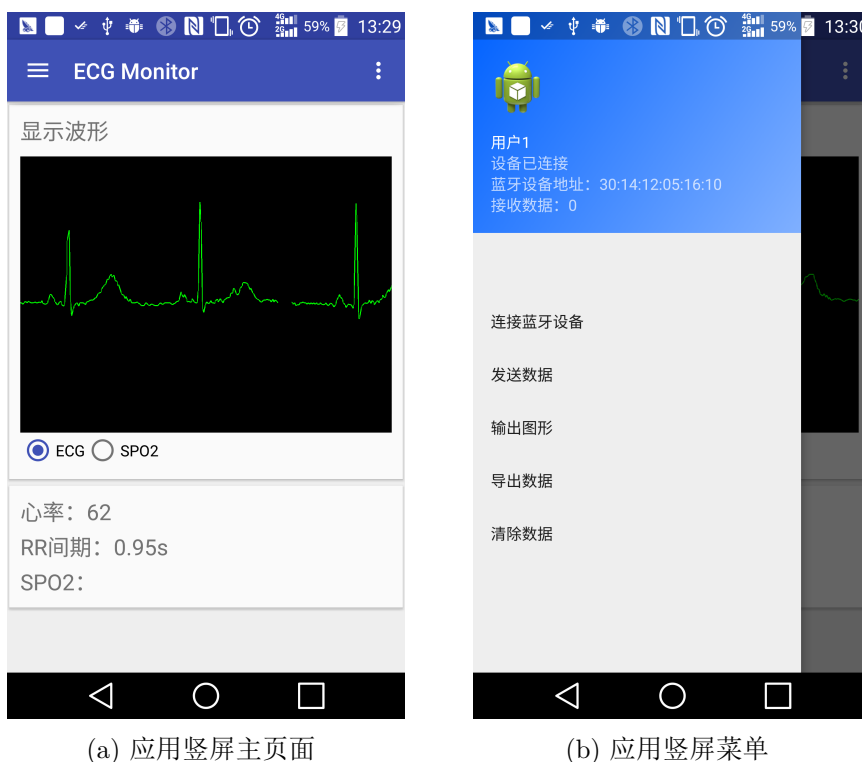 4G
2G 59% 13:29
ECG Monitor
显示波形
ECG SPO2
心率：62
RR间期：0.95s
SPO2：
(a) 应用竖屏主页面
4G
2G 59% 13:30
用户1
设备已连接
蓝牙设备地址：30:14:12:05:16:10
接收数据：0
连接蓝牙设备
发送数据
输出图形
导出数据
清除数据
(b) 应用竖屏菜单